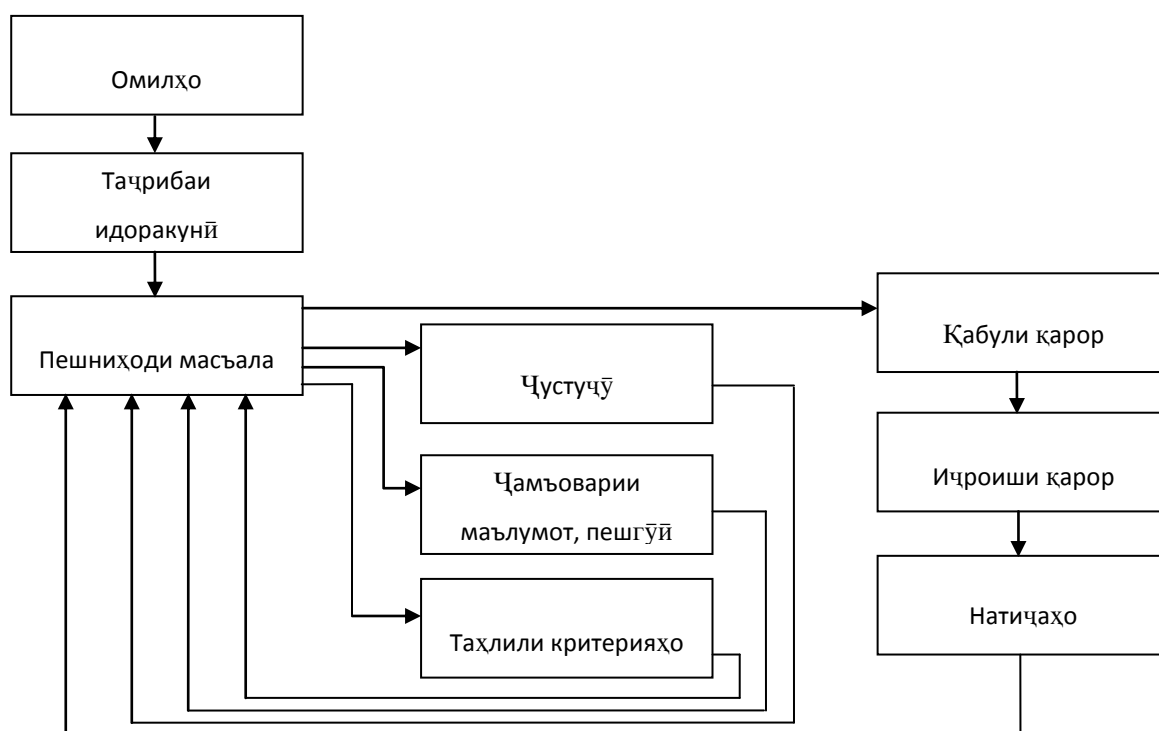 Омилҳо
Таҷрибаи
идоракунӣ
Пешниҳоди масъала
Ҷустуҷӯ
Ҷамъоварии
маълумот, пешгӯӣ
Таҳлили критерияҳо
Қабули қарор
Иҷроиши қарор
Натиҷаҳо